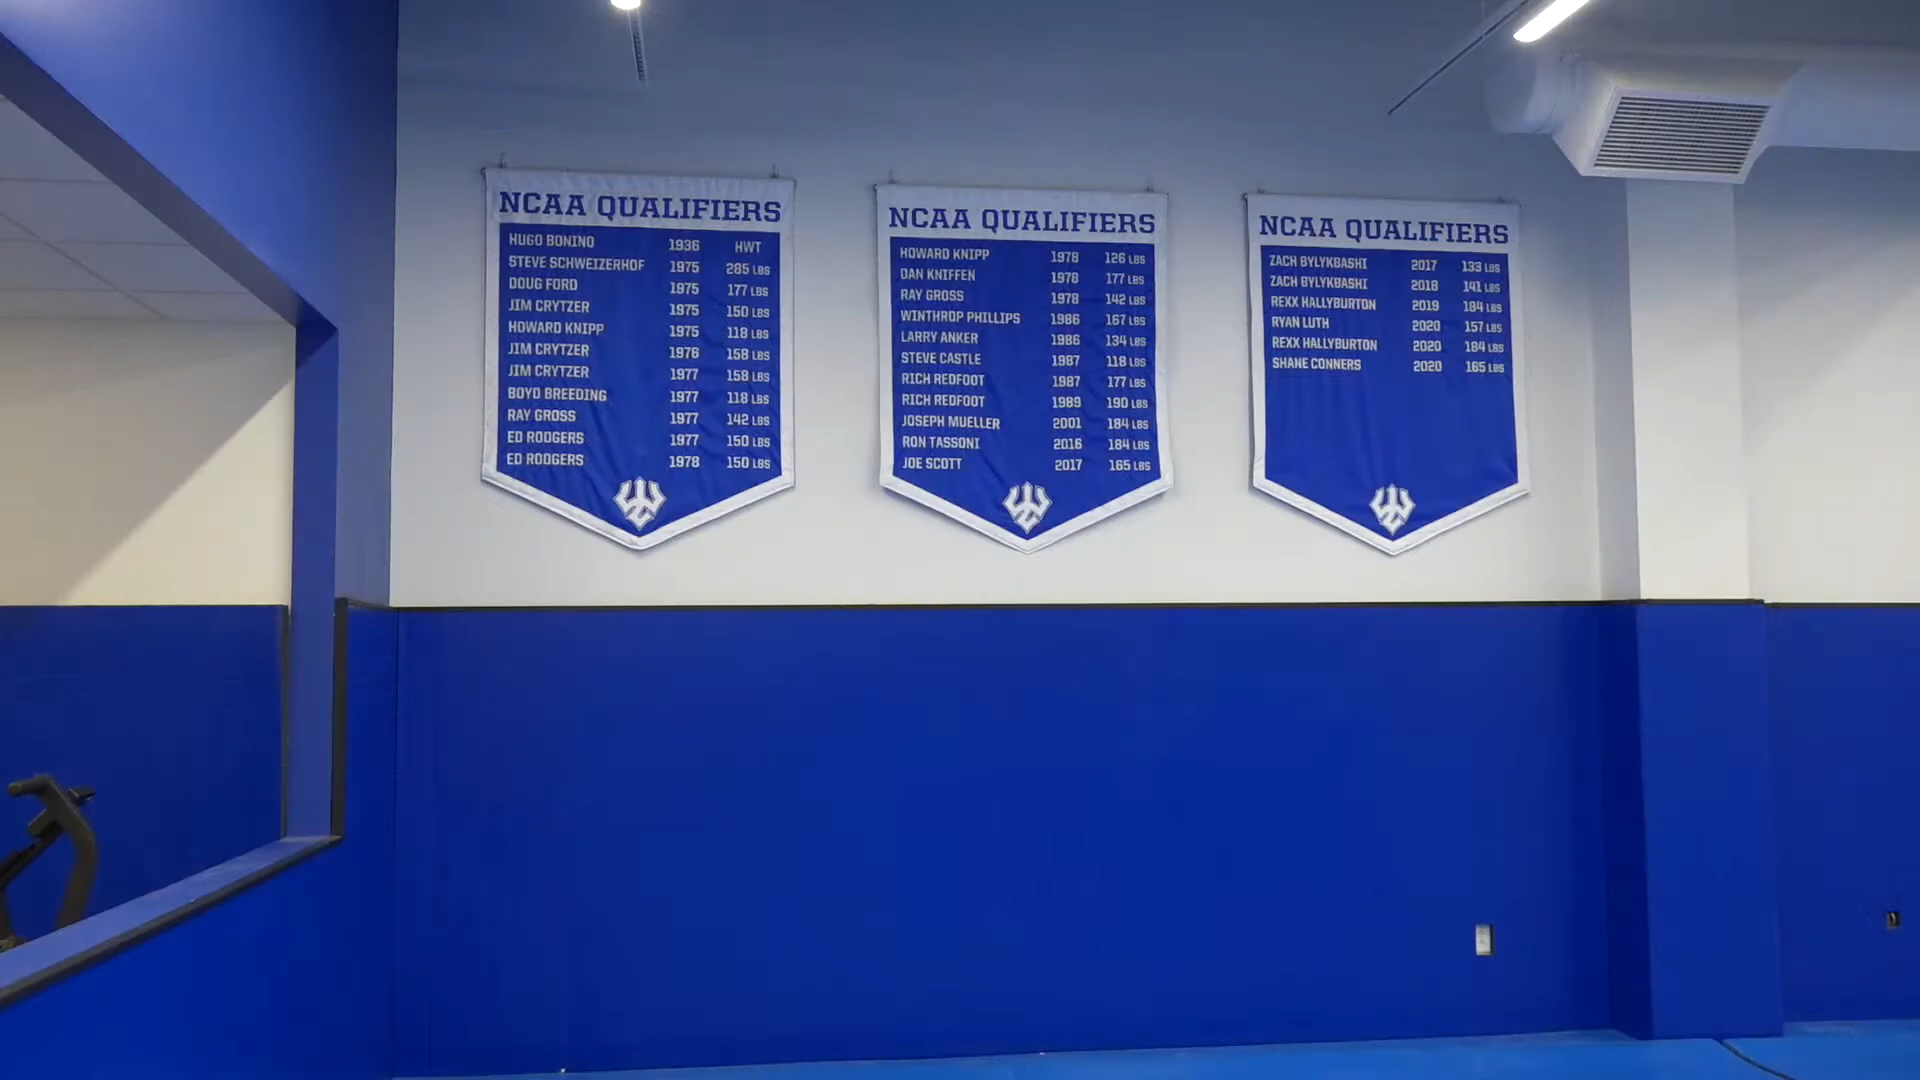 NCAA QUALIFIERS
HUGO BONINO 1936 HWT
STEVE SCHWEIZERHOF 1975 285 LBS
DOUG FORD 1975 177 LBS
JIM CRYTZER 1975 150 LBS
HOWARD KNIPP 1975 118 LBS
JIM CRYTZER 1976 158 LBS
JIM CRYTZER 1977 158 LBS
BOYD BREEDING 1977 118 LBS
RAY GROSS 1977 142 LBS
ED RODGERS 1977 150 LBS
ED RODGERS 1978 150 LBS
NCAA QUALIFIERS
HOWARD KNIPP 1978 126 LBS
DAN KNIFFEN 1978 177 LBS
RAY GROSS 1978 142 LBS
WINTHROP PHILLIPS 1986 167 LBS
LARRY ANKER 1986 134 LBS
STEVE CASTLE 1987 118 LBS
RICH REDFOOT 1987 177 LBS
RICH REDFOOT 1989 190 LBS
JOSEPH MUELLER 2001 184 LBS
RON TASSONI 2016 184 LBS
JOE SCOTT 2017 165 LBS
NCAA QUALIFIERS
ZACH BYLYKBASHI 2017 133 LBS
ZACH BYLYKBASHI 2018 141 LBS
REXX HALLYBURTON 2019 184 LBS
RYAN LUTH 2020 157 LBS
REXX HALLYBURTON 2020 184 LBS
SHANE CONNERS 2020 165 LBS